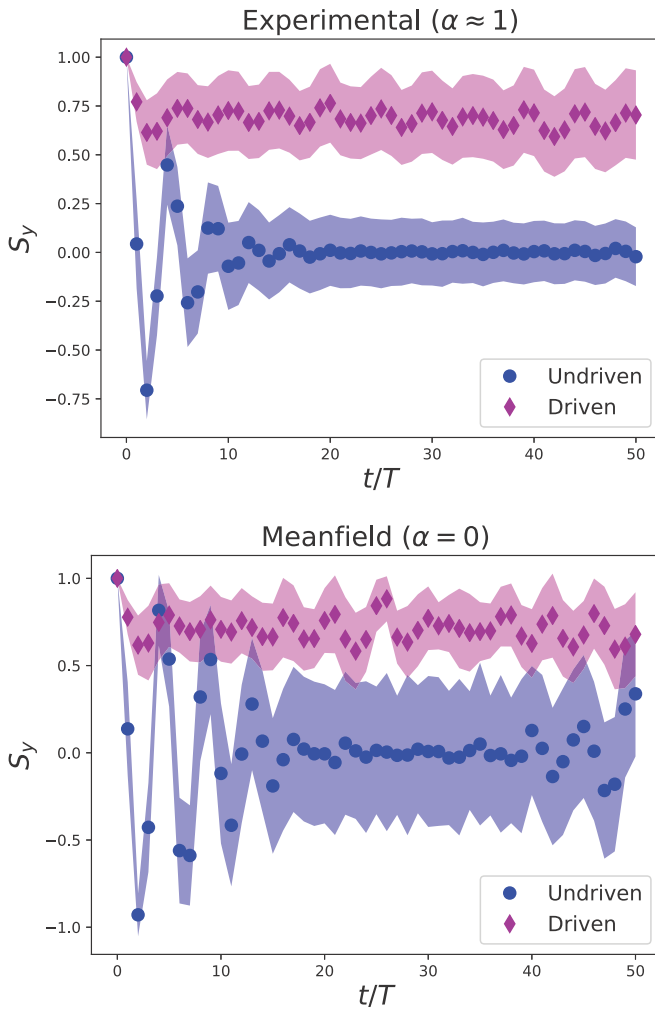 Experimental (α ≈ 1)
1.00
0.75
0.50
0.25
0.00
−0.25
−0.50
−0.75
S_y
Undriven
Driven
0 10 20 30 40 50
t/T
Meanfield (α = 0)
1.0
0.5
0.0
−0.5
−1.0
S_y
Undriven
Driven
0 10 20 30 40 50
t/T